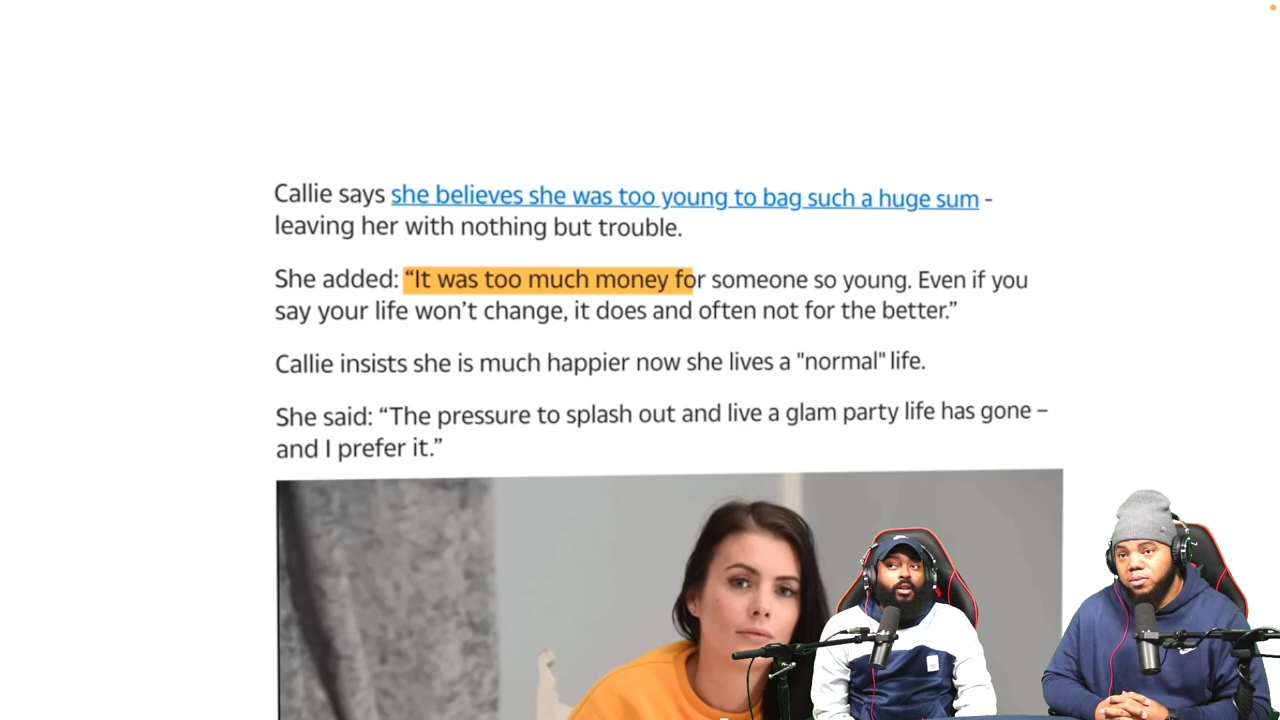 Callie says she believes she was too young to bag such a huge sum -
leaving her with nothing but trouble.
She added: “It was too much money for someone so young. Even if you
say your life won’t change, it does and often not for the better.”
Callie insists she is much happier now she lives a "normal" life.
She said: “The pressure to splash out and live a glam party life has gone –
and I prefer it.”